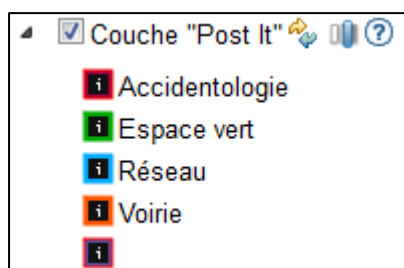 Couche "Post It"
Accidentologie
Espace vert
Réseau
Voirie